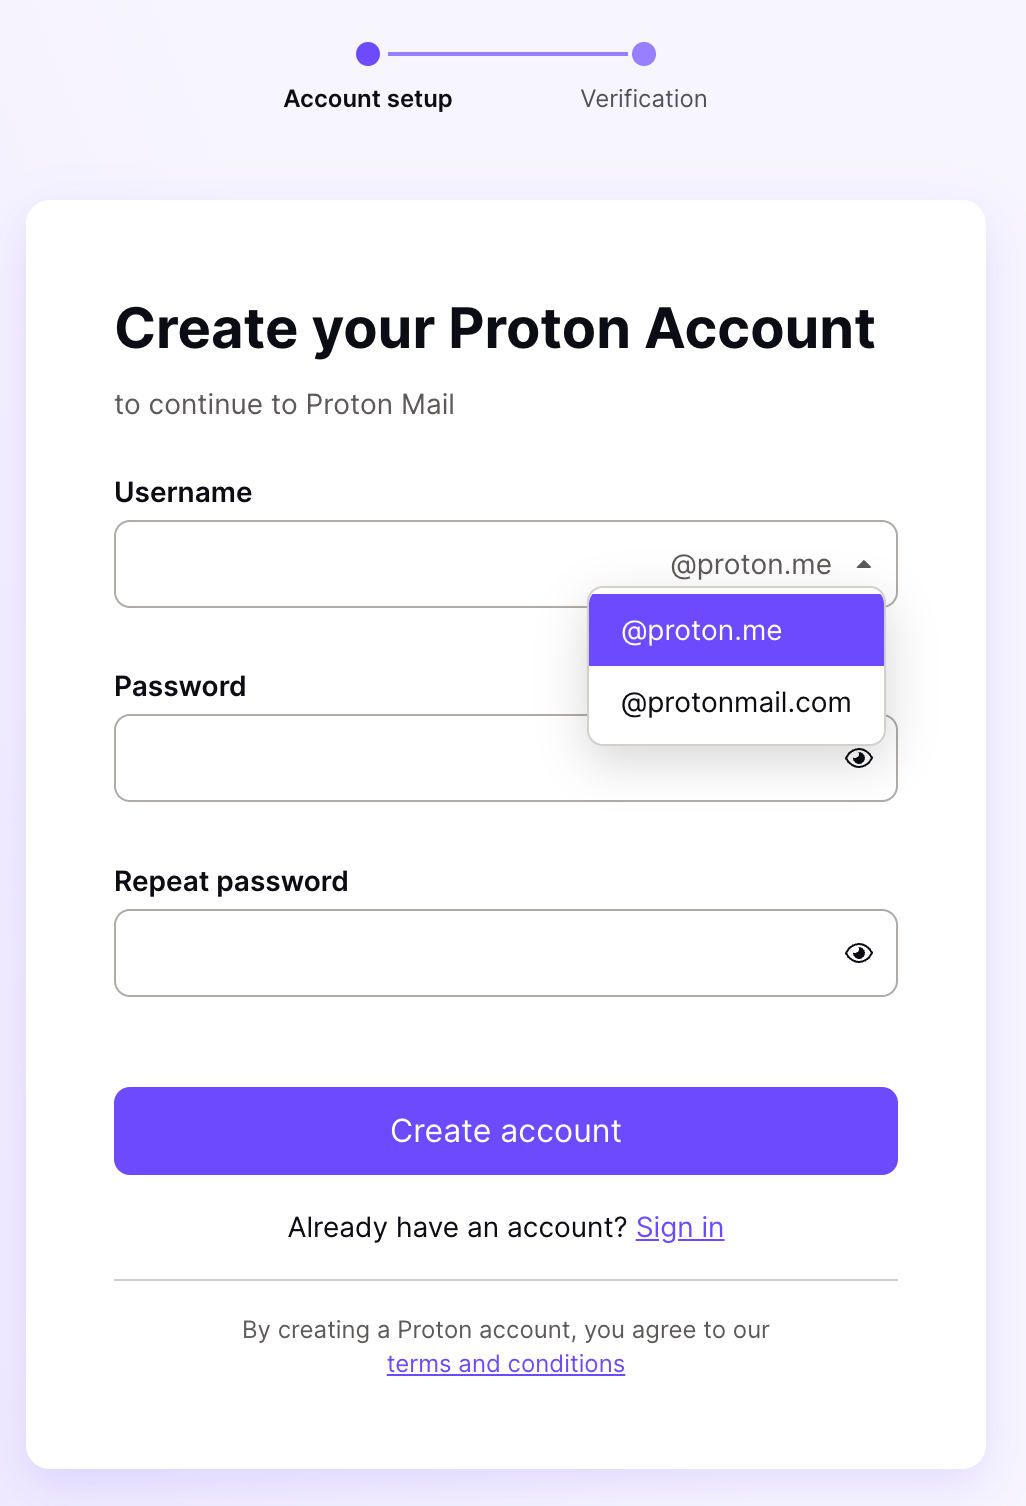 Account setup
Verification
Create your Proton Account
to continue to Proton Mail
Username
@proton.me
@proton.me
@protonmail.com
Password
Repeat password
Create account
Already have an account? Sign in
By creating a Proton account, you agree to our
terms and conditions